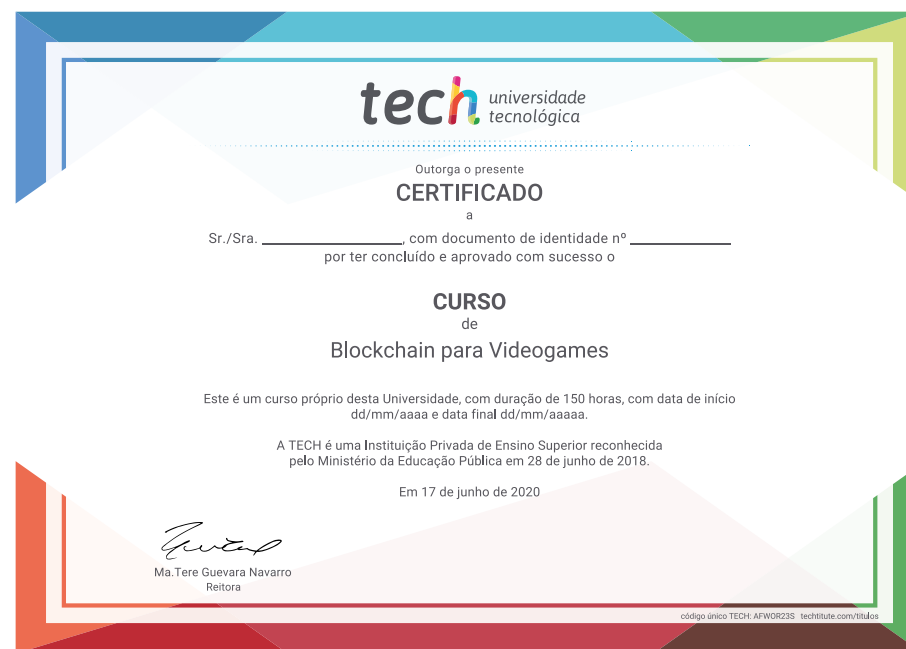 tech universidade
tecnológica
Outorga o presente
CERTIFICADO
a
Sr./Sra. ____________________, com documento de identidade nº ______________
por ter concluído e aprovado com sucesso o
CURSO
de
Blockchain para Videogames
Este é um curso próprio desta Universidade, com duração de 150 horas, com data de início
dd/mm/aaaa e data final dd/mm/aaaaa.
A TECH é uma Instituição Privada de Ensino Superior reconhecida
pelo Ministério da Educação Pública em 28 de junho de 2018.
Em 17 de junho de 2020
Ma.Tere Guevara Navarro
Reitora
código único TECH: AFWOR23S techtitute.com/titulos